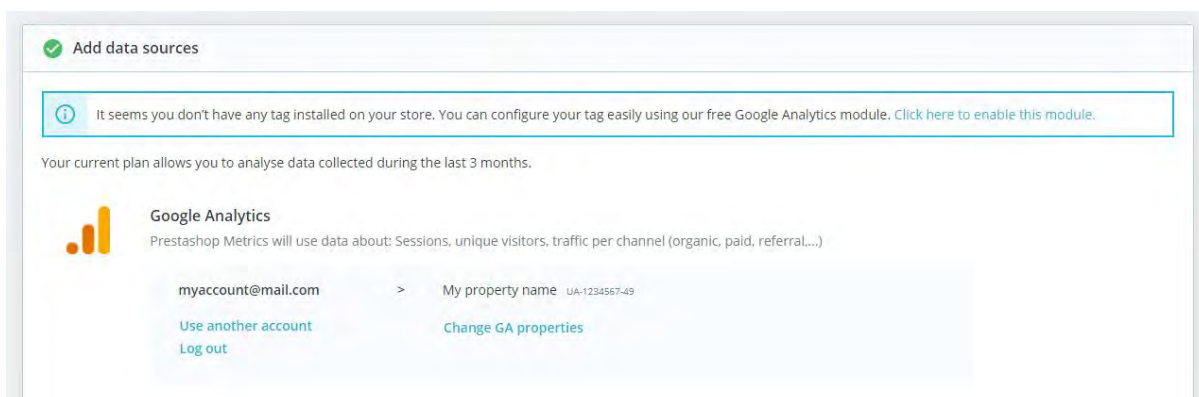 Add data sources
It seems you don't have any tag installed on your store. You can configure your tag easily using our free Google Analytics module. Click here to enable this module.
Your current plan allows you to analyse data collected during the last 3 months.
Google Analytics
Prestashop Metrics will use data about: Sessions, unique visitors, traffic per channel (organic, paid, referral,...)
myaccount@mail.com > My property name UA-1234567-49
Use another account Change GA properties
Log out